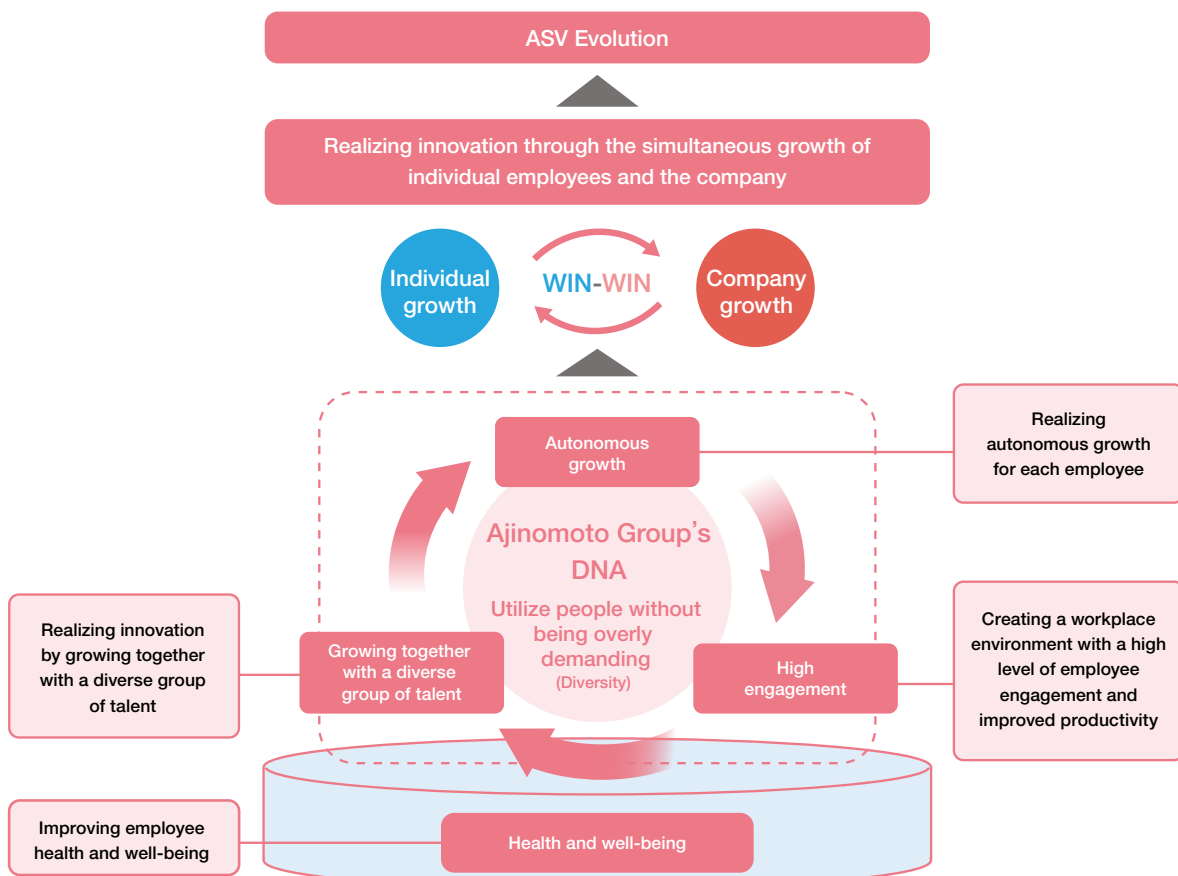 ASV Evolution
Realizing innovation through the simultaneous growth of
individual employees and the company
Individual
growth
WIN-WIN
Company
growth
Autonomous
growth
Realizing
autonomous growth
for each employee
Ajinomoto Group's
DNA
Utilize people without
being overly
demanding
(Diversity)
Realizing innovation
by growing together
with a diverse group
of talent
Growing together
with a diverse
group of talent
High
engagement
Creating a workplace
environment with a high
level of employee
engagement and
improved productivity
Improving employee
health and well-being
Health and well-being